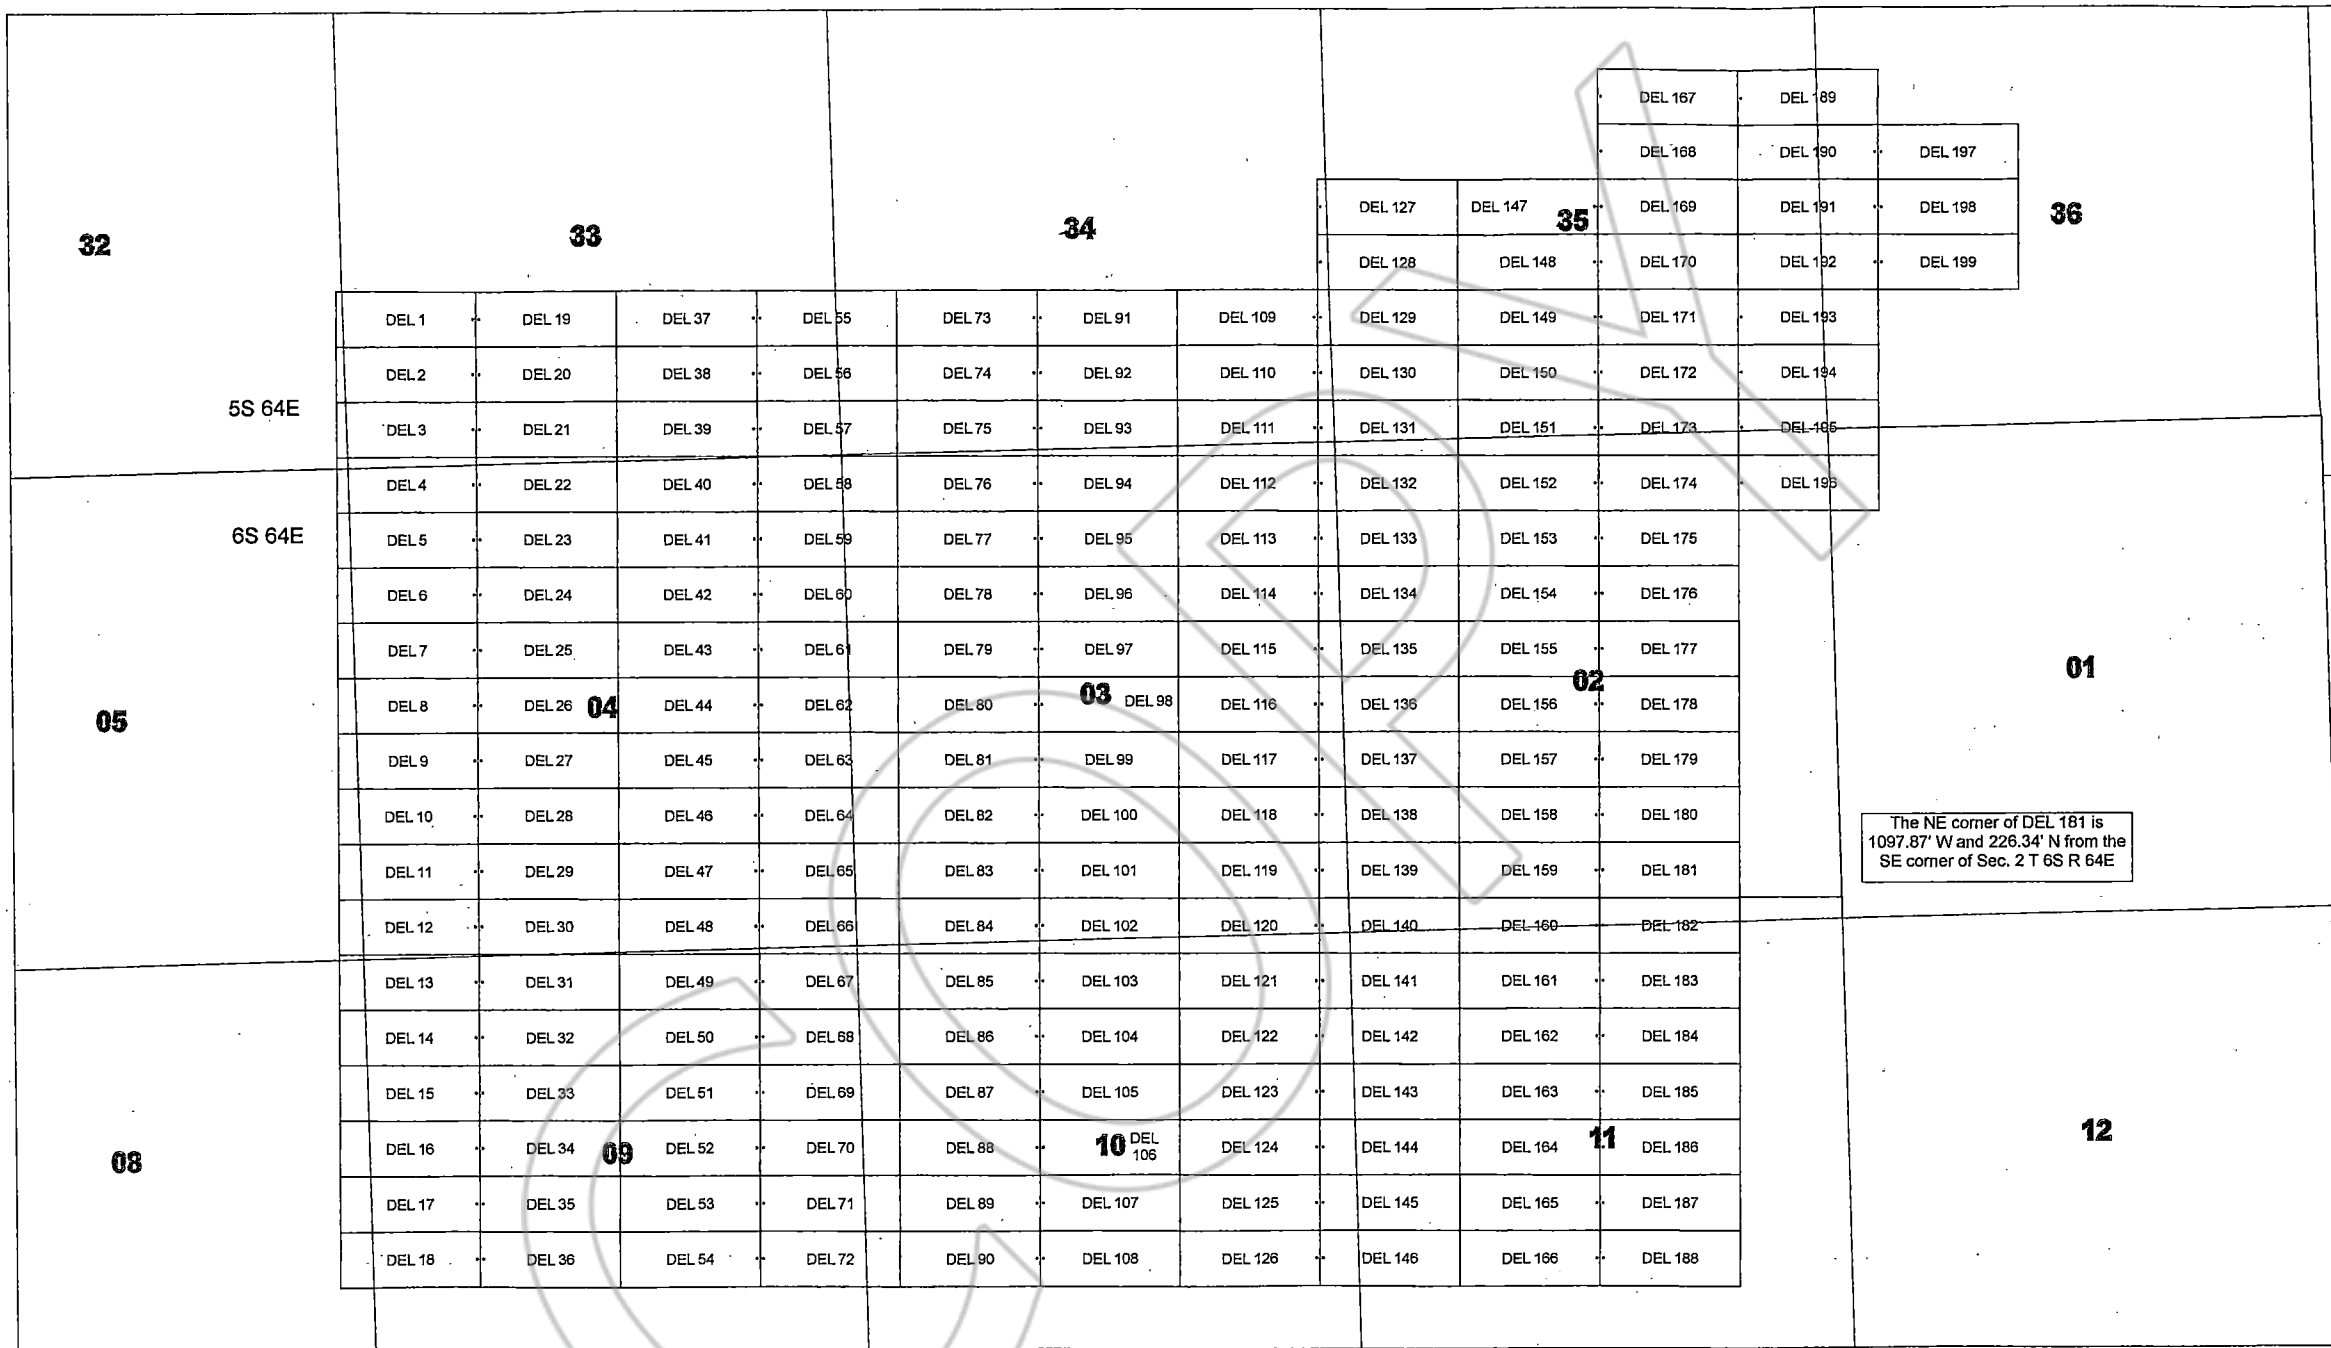 DEL 167 DEL 189
DEL 168 DEL 190 DEL 197
DEL 127 DEL 147 35 DEL 169 DEL 191 DEL 198 36
32 33 34
DEL 128 DEL 148 DEL 170 DEL 192 DEL 199
DEL 1 DEL 19 DEL 37 DEL 55 DEL 73 DEL 91 DEL 109 DEL 129 DEL 149 DEL 171 DEL 193
DEL 2 DEL 20 DEL 38 DEL 56 DEL 74 DEL 92 DEL 110 DEL 130 DEL 150 DEL 172 DEL 194
5S 64E
DEL 3 DEL 21 DEL 39 DEL 57 DEL 75 DEL 93 DEL 111 DEL 131 DEL 151 DEL 173 DEL 195
DEL 4 DEL 22 DEL 40 DEL 58 DEL 76 DEL 94 DEL 112 DEL 132 DEL 152 DEL 174 DEL 196
6S 64E
DEL 5 DEL 23 DEL 41 DEL 59 DEL 77 DEL 95 DEL 113 DEL 133 DEL 153 DEL 175
DEL 6 DEL 24 DEL 42 DEL 60 DEL 78 DEL 96 DEL 114 DEL 134 DEL 154 DEL 176
DEL 7 DEL 25 DEL 43 DEL 61 DEL 79 DEL 97 DEL 115 DEL 135 DEL 155 DEL 177
02 01
05 DEL 8 DEL 26 04 DEL 44 DEL 62 DEL 80 03 DEL 98 DEL 116 DEL 136 DEL 156 DEL 178
DEL 9 DEL 27 DEL 45 DEL 63 DEL 81 DEL 99 DEL 117 DEL 137 DEL 157 DEL 179
DEL 10 DEL 28 DEL 46 DEL 64 DEL 82 DEL 100 DEL 118 DEL 138 DEL 158 DEL 180
The NE corner of DEL 181 is
1097.87' W and 226.34' N from the
SE corner of Sec. 2 T 6S R 64E
DEL 11 DEL 29 DEL 47 DEL 65 DEL 83 DEL 101 DEL 119 DEL 139 DEL 159 DEL 181
DEL 12 DEL 30 DEL 48 DEL 66 DEL 84 DEL 102 DEL 120 DEL 140 DEL 160 DEL 182
DEL 13 DEL 31 DEL 49 DEL 67 DEL 85 DEL 103 DEL 121 DEL 141 DEL 161 DEL 183
DEL 14 DEL 32 DEL 50 DEL 68 DEL 86 DEL 104 DEL 122 DEL 142 DEL 162 DEL 184
DEL 15 DEL 33 DEL 51 DEL 69 DEL 87 DEL 105 DEL 123 DEL 143 DEL 163 DEL 185
08 DEL 16 DEL 34 09 DEL 52 DEL 70 DEL 88 10 DEL 106 DEL 124 DEL 144 DEL 164 11 DEL 186 12
DEL 17 DEL 35 DEL 53 DEL 71 DEL 89 DEL 107 DEL 125 DEL 145 DEL 165 DEL 187
DEL 18 DEL 36 DEL 54 DEL 72 DEL 90 DEL 108 DEL 126 DEL 146 DEL 166 DEL 188
COPY